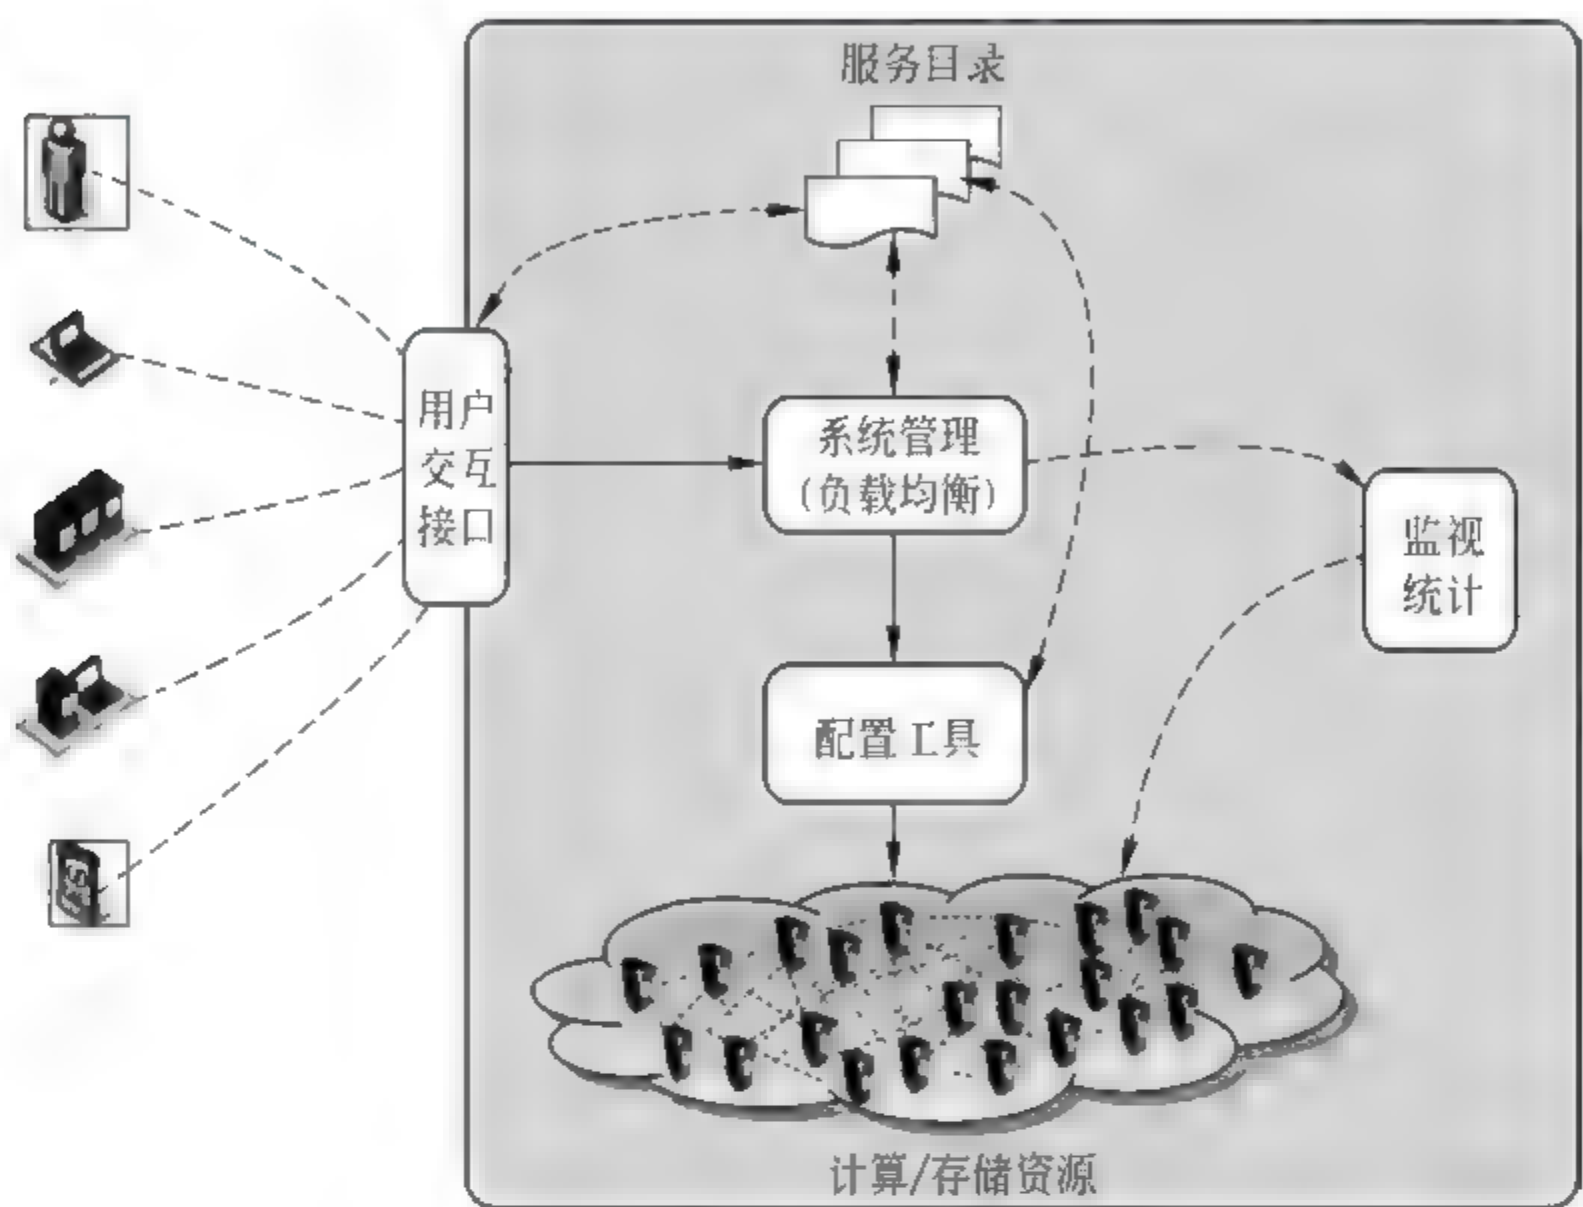 服务目录
用户
交互
接口
系统管理
(负载均衡)
监视
统计
配置工具
计算/存储资源